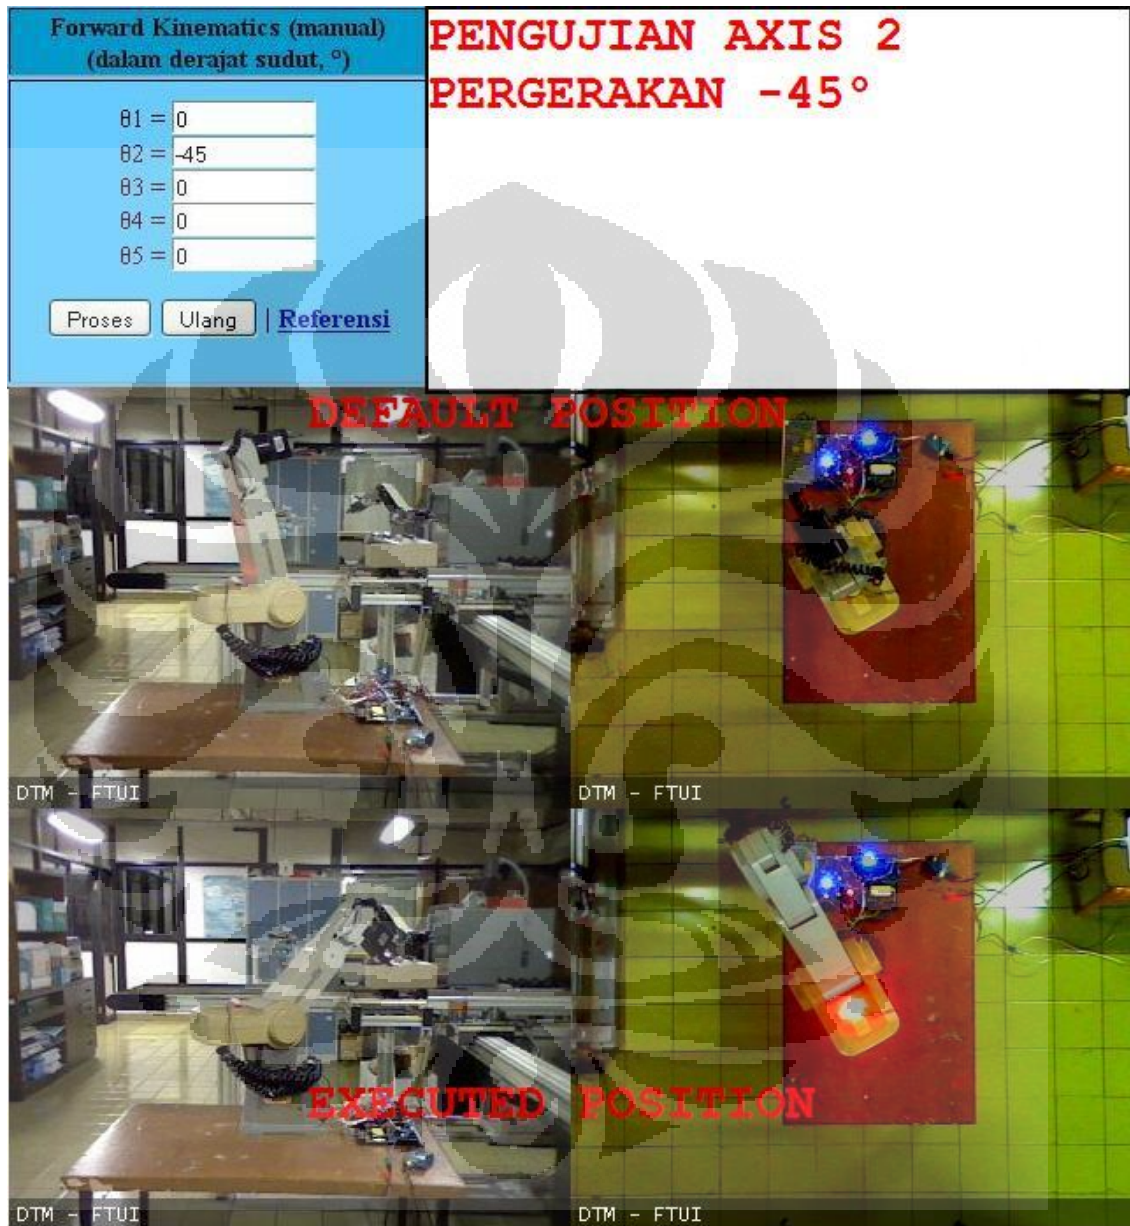 Forward Kinematics (manual)
(dalam derajat sudut, °)
θ1 = 0
θ2 = -45
θ3 = 0
θ4 = 0
θ5 = 0
Proses Ulang | Referensi
PENGUJIAN AXIS 2
PERGERAKAN -45°
DEFAULT POSITION
DTM - FTUI
DTM - FTUI
EXECUTED POSITION
DTM - FTUI
DTM - FTUI